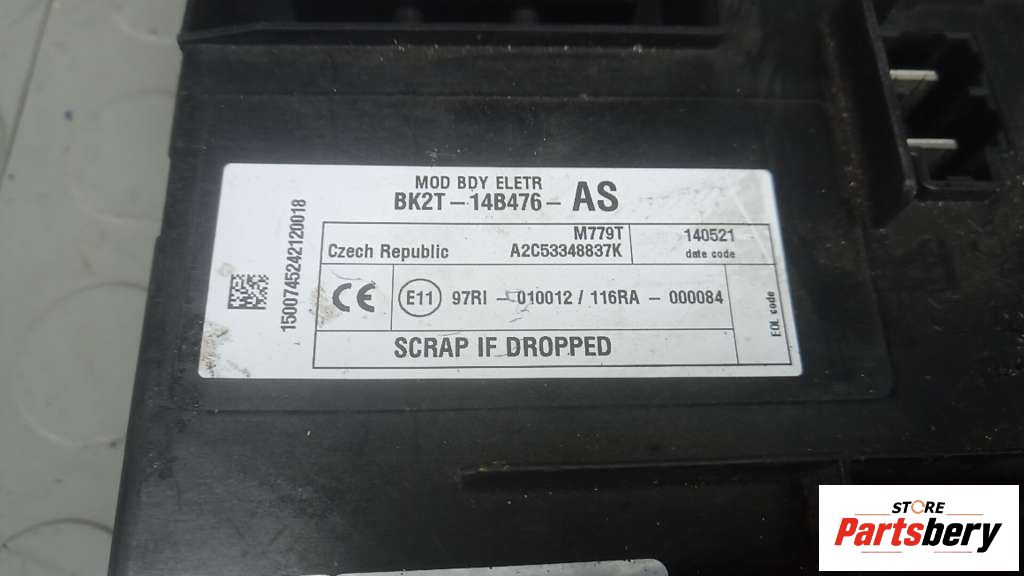 MOD BDY ELETR
BK2T-14B476-AS
M779T
Czech Republic A2C53348837K
140521
date code
CE E11 97RI-010012/116RA-000084
SCRAP IF DROPPED
EOL code
1500745242120018
STORE
Partsbery